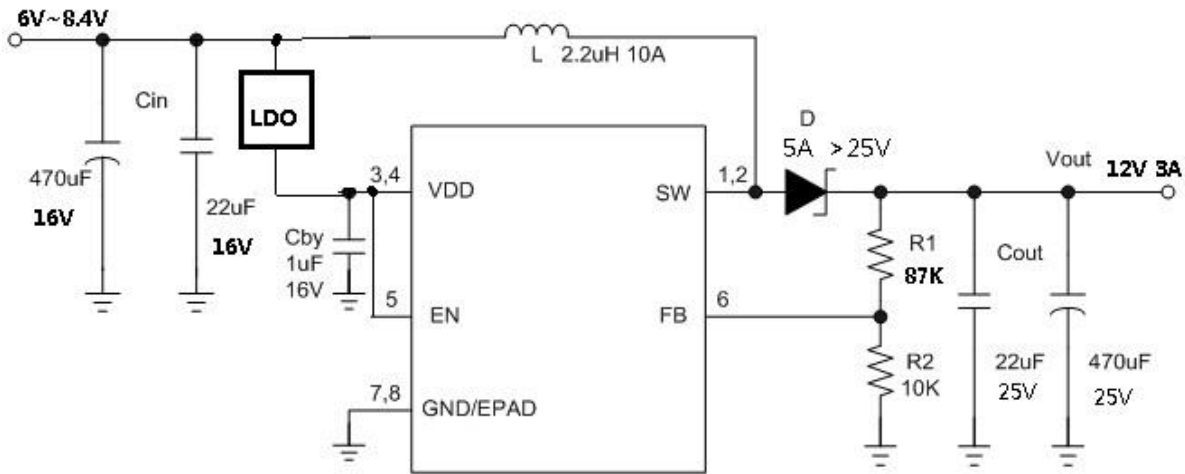 6V~8.4V
L 2.2uH 10A
Cin
LDO
D
5A >25V
470uF
16V
22uF
16V
3,4
VDD
SW
1,2
Vout
12V 3A
Cby
1uF
16V
R1
87K
Cout
5
EN
FB
6
R2
10K
22uF
25V
470uF
25V
7,8
GND/EPAD